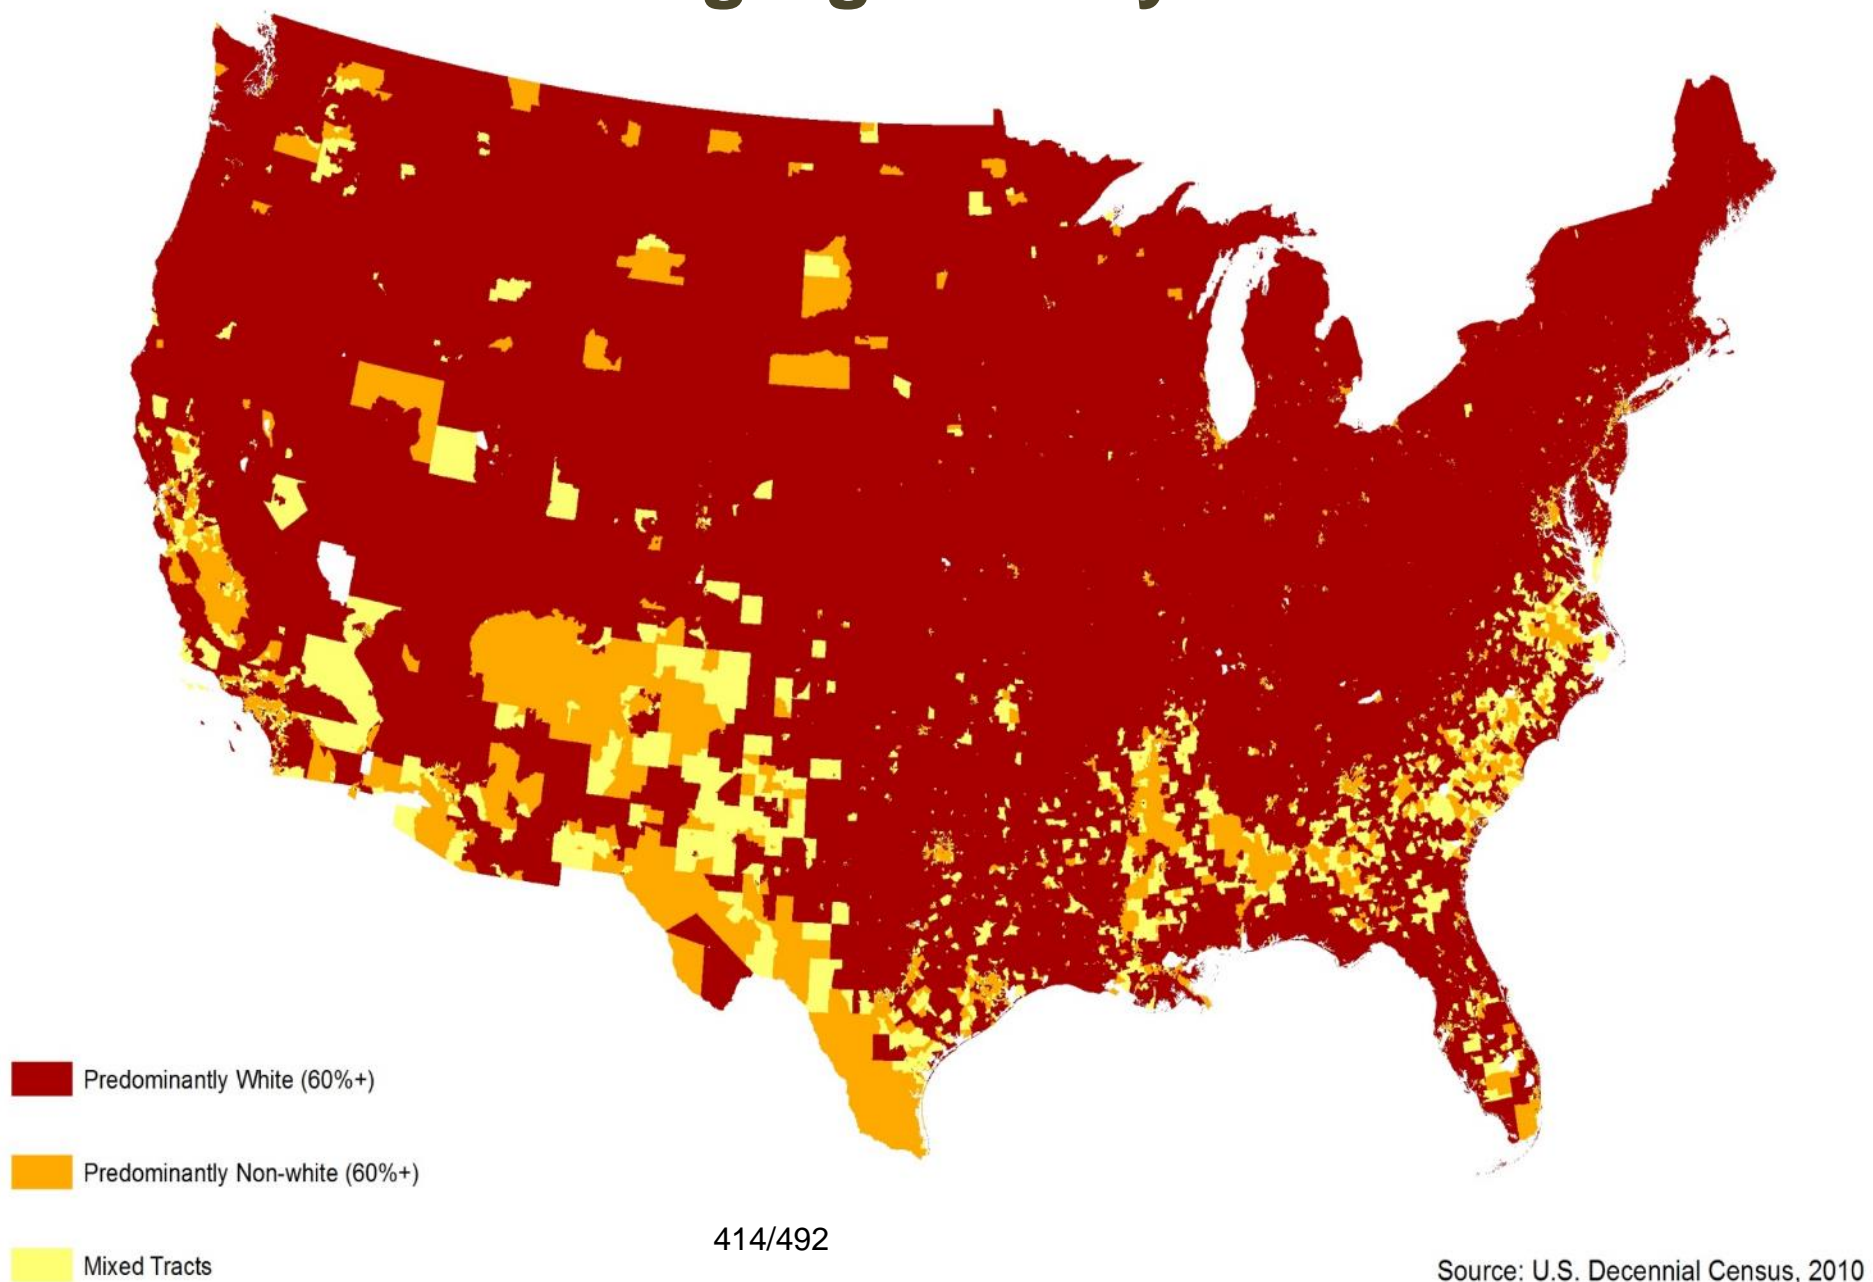 Predominantly White (60%+)
Predominantly Non-white (60%+)
414/492
Mixed Tracts
Source: U.S. Decennial Census, 2010